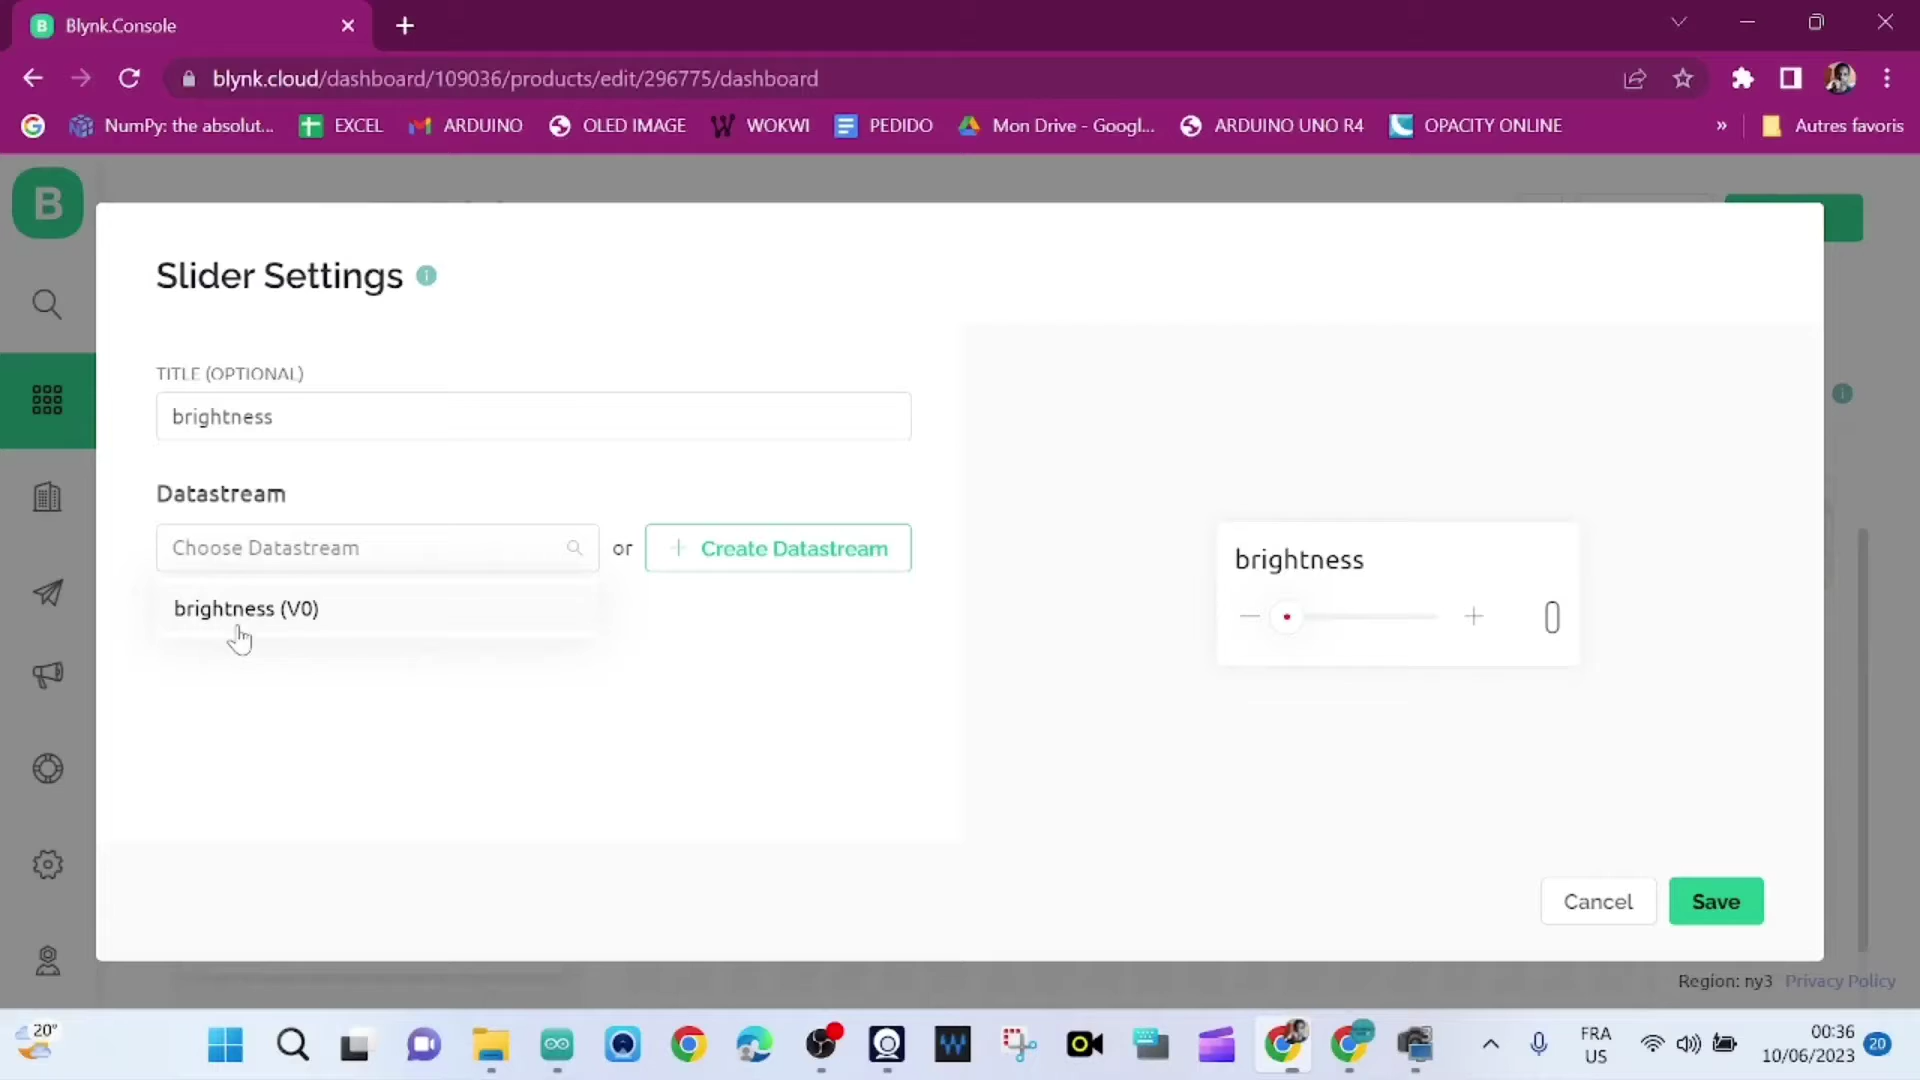 B Blynk.Console
blynk.cloud/dashboard/109036/products/edit/296775/dashboard
NumPy: the absolut... EXCEL ARDUINO OLED IMAGE WOKWI PEDIDO Mon Drive - Googl... ARDUINO UNO R4 OPACITY ONLINE » Autres favoris
B
Slider Settings
TITLE (OPTIONAL)
brightness
Datastream
Choose Datastream or + Create Datastream
brightness (V0)
brightness
0
Cancel Save
Region: ny3 Privacy Policy
20°
FRA
US
00:36
10/06/2023
20